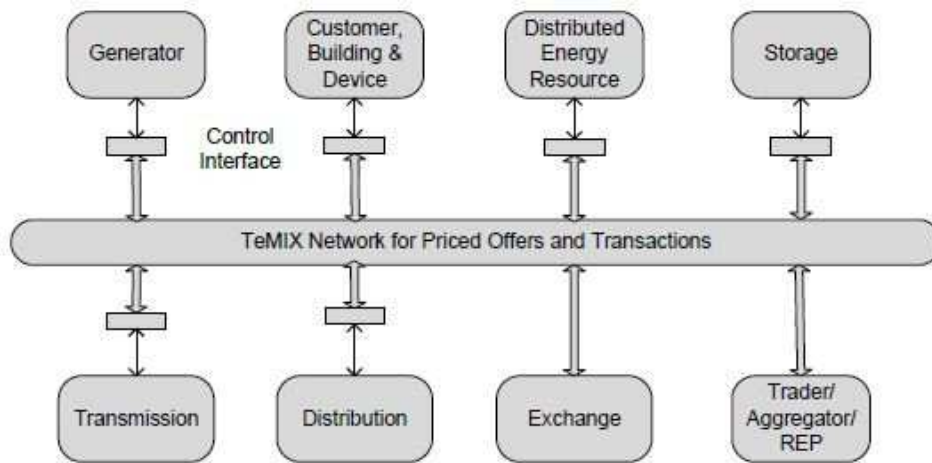 Generator
Customer,
Building &
Device
Distributed
Energy
Resource
Storage
Control
Interface
TeMIX Network for Priced Offers and Transactions
Transmission
Distribution
Exchange
Trader/
Aggregator/
REP